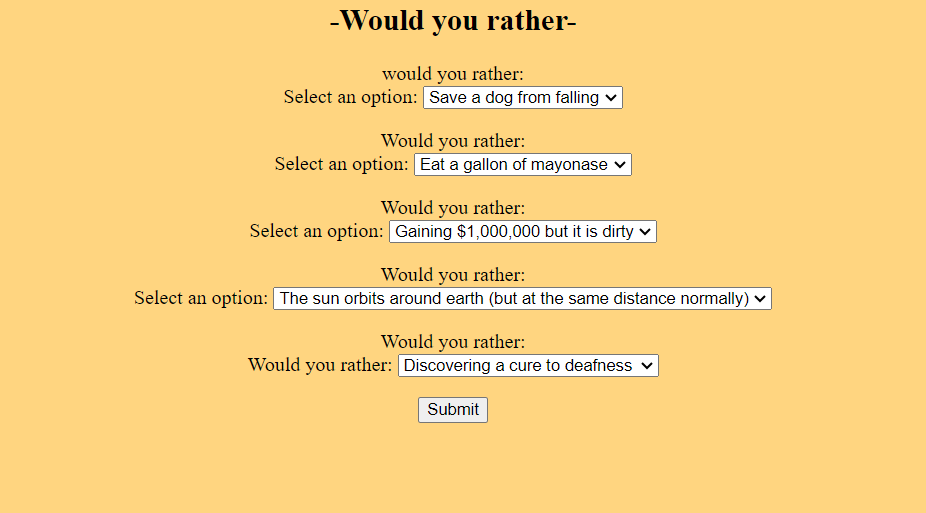 -Would you rather-
would you rather:
Select an option: Save a dog from falling
Would you rather:
Select an option: Eat a gallon of mayonase
Would you rather:
Select an option: Gaining $1,000,000 but it is dirty
Would you rather:
Select an option: The sun orbits around earth (but at the same distance normally)
Would you rather:
Would you rather: Discovering a cure to deafness
Submit